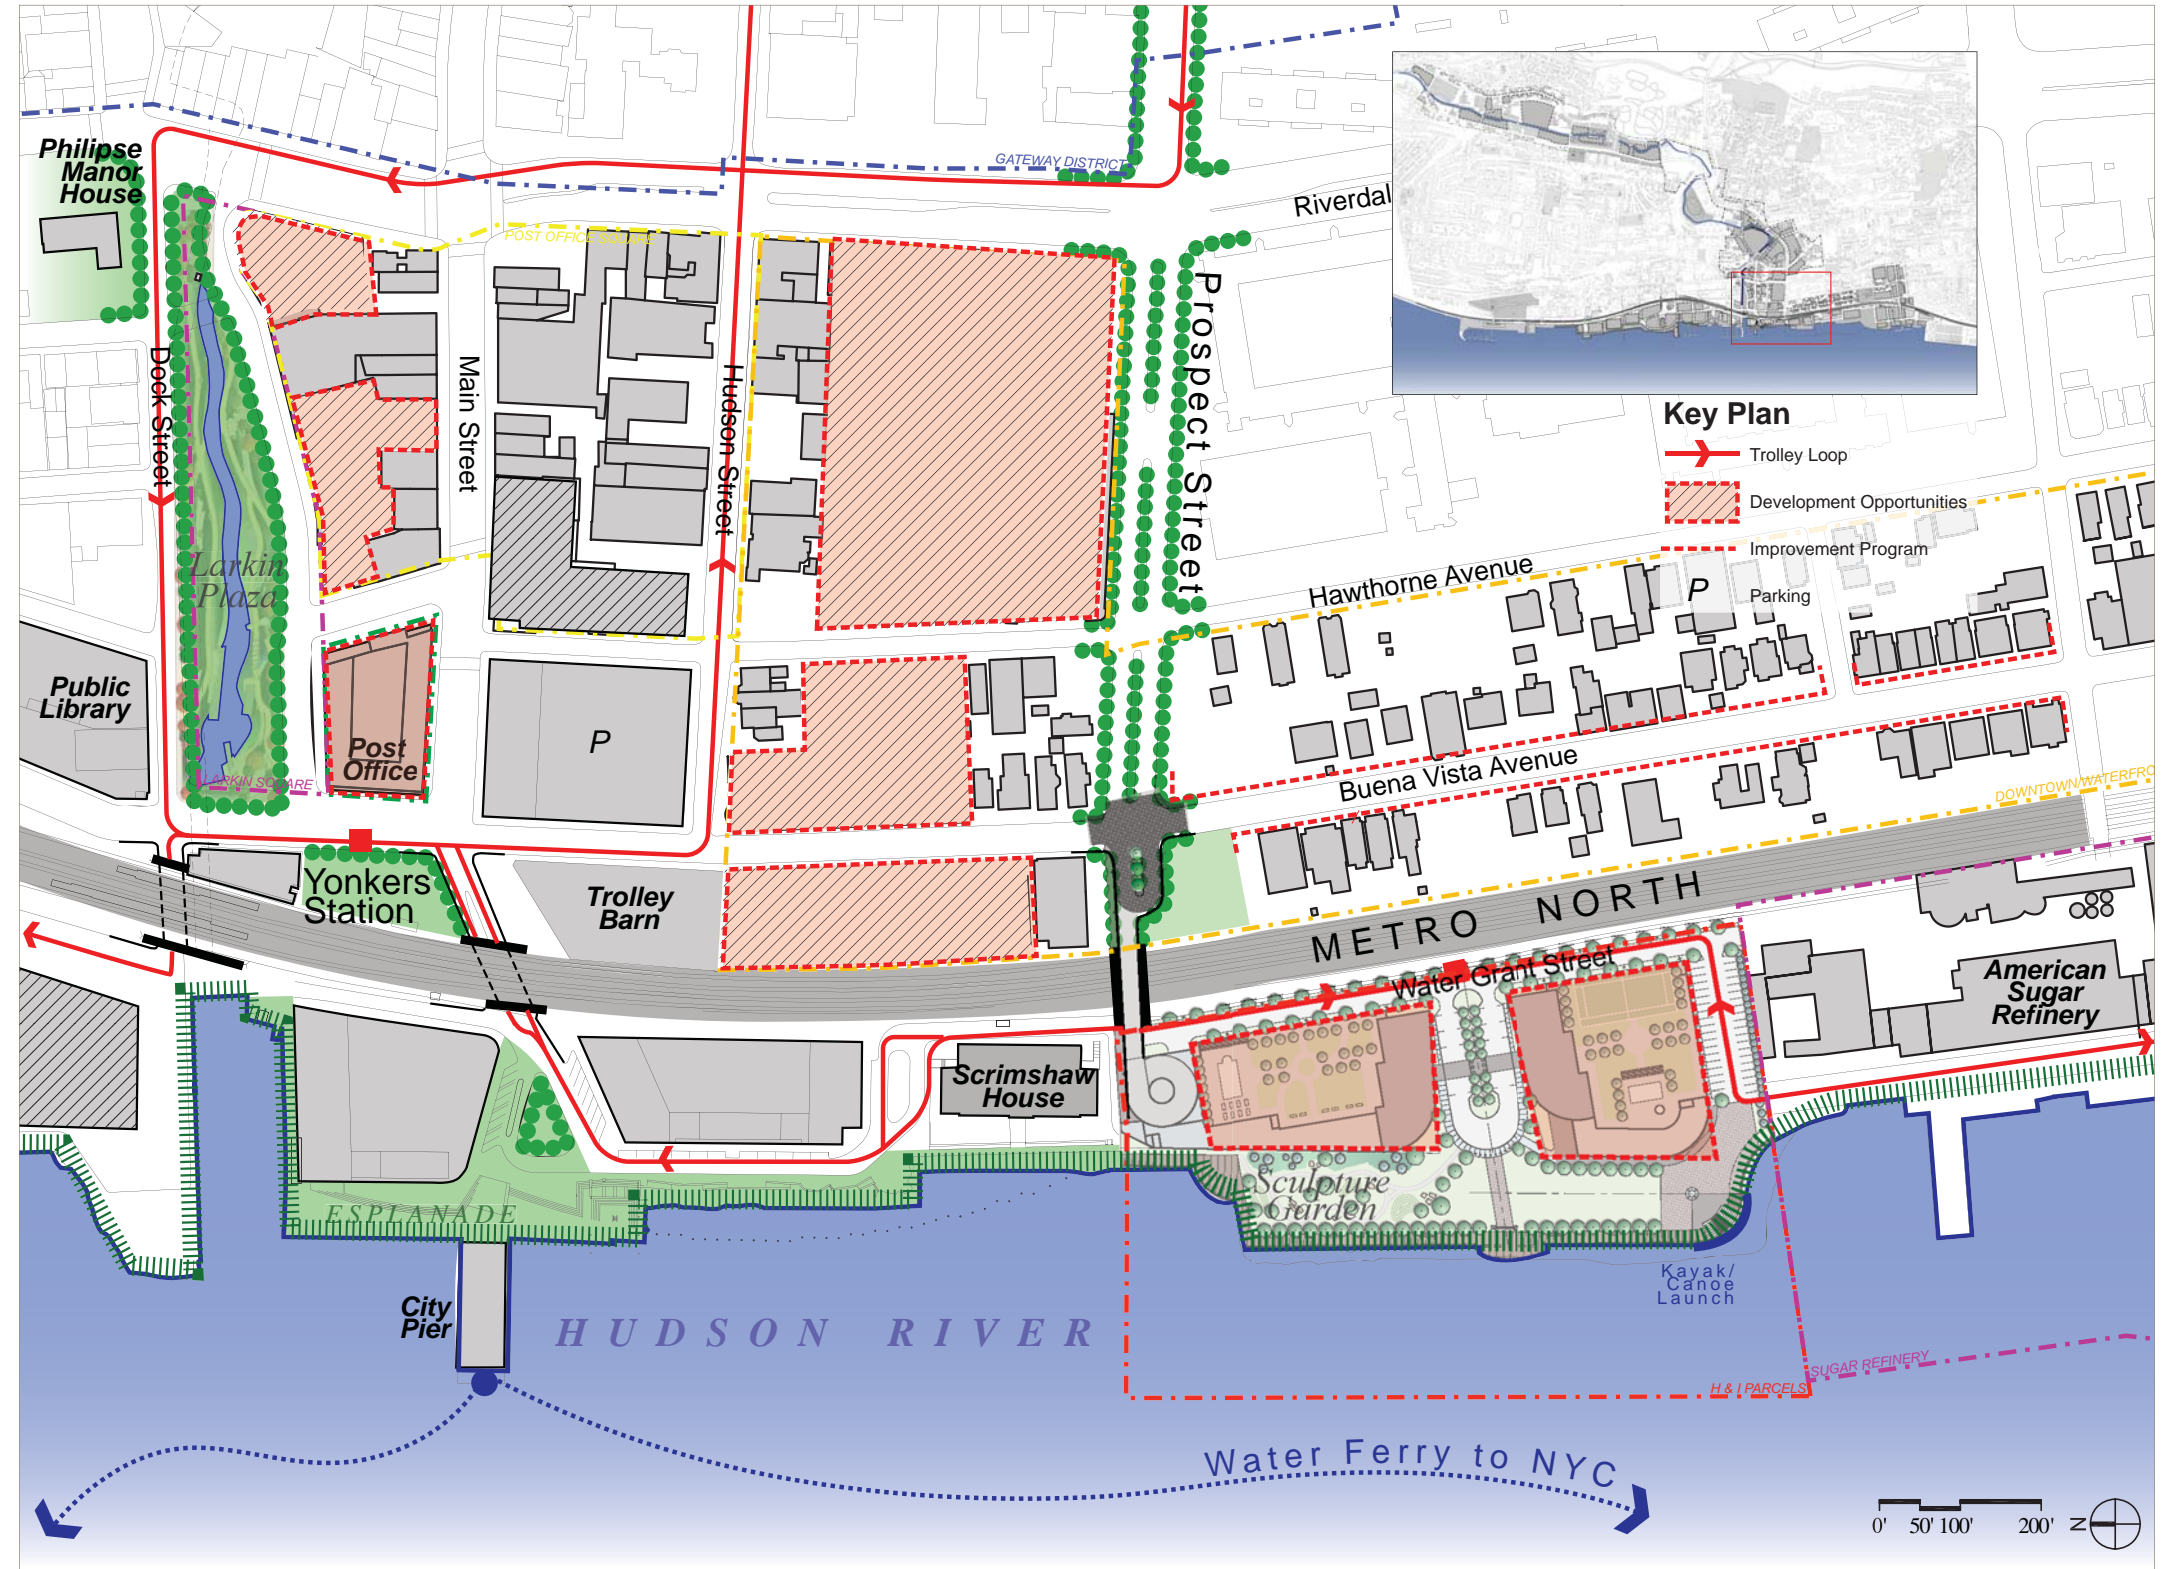 GATEWAY DISTRICT
Philipse
Manor
House
Riverdal
POST OFFICE SQUARE
Prospect Street
Dock Street
Main Street
Hudson Street
Key Plan
Trolley Loop
Development Opportunities
Improvement Program
P
Parking
Larkin
Plaza
Hawthorne Avenue
Public
Library
Post
Office
P
LARKIN SQUARE
Buena Vista Avenue
DOWNTOWN/WATERFRO
Yonkers
Station
Trolley
Barn
METRO NORTH
Water Grant Street
American
Sugar
Refinery
Scrimshaw
House
Sculpture
Garden
ESPLANADE
Kayak/
Canoe
Launch
City
Pier
HUDSON RIVER
SUGAR REFINERY
H & I PARCELS
Water Ferry to NYC
0' 50' 100' 200'
N